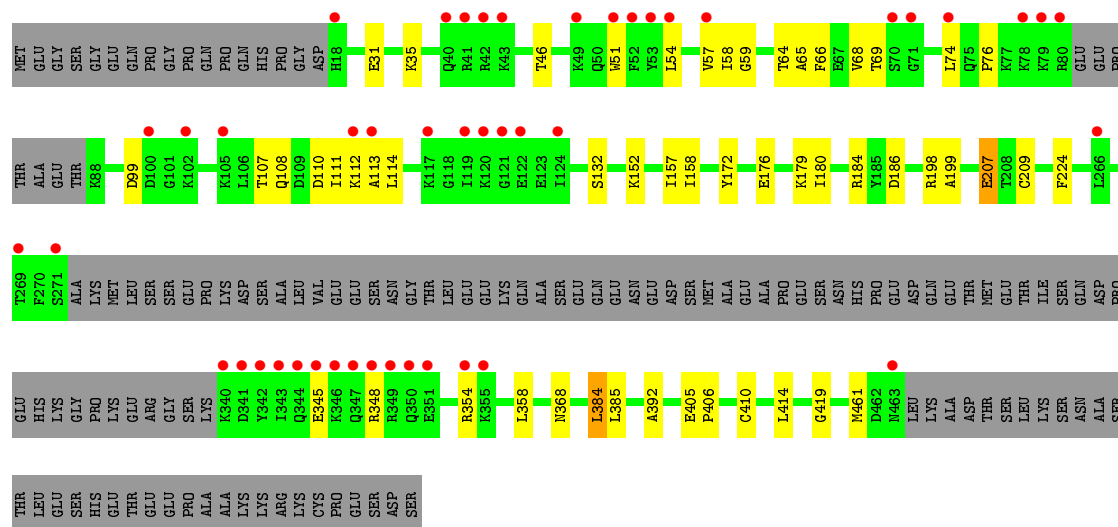 MET GLU GLY SER GLY GLU GLN PRO GLY PRO GLN HIS PRO GLY ASP H18 E31 K35 Q40 R41 R42 K43 T46 K49 Q50 W51 F52 Y53 L54 V57 I58 G59 T64 A65 F66 E67 V68 T69 S70 G71 L74 Q75 P76 K77 K78 K79 R80 GLU GLU PRO
THR ALA GLU THR K88 D99 D100 G101 K102 K105 L106 T107 Q108 D109 D110 I111 K112 A113 L114 K117 G118 I119 K120 G121 E122 E123 I124 S132 K152 I157 I158 Y172 E176 K179 I180 R184 Y185 D186 R198 A199 E207 T208 C209 F224 L266
T269 F270 S271 ALA LYS MET LEU SER SER GLU PRO LYS ASP SER ALA LEU VAL GLU GLU SER ASN GLY THR LEU GLU GLU LYS GLN ALA SER GLU GLN GLU ASN GLU ASP SER MET ALA GLU ALA PRO GLU SER ASN HIS PRO GLU ASP GLN GLU THR MET GLU THR ILE SER GLN ASP PRO
GLU HIS LYS GLY PRO LYS GLU ARG GLY SER LYS K340 D341 Y342 I343 Q344 E345 K346 Q347 R348 R349 Q350 E351 R354 K355 L358 N368 L384 L385 A392 E405 P406 C410 L414 G419 M461 D462 N463 LEU LYS ALA ASP THR SER LEU LYS SER ASN ALA SER
THR LEU GLU SER HIS GLU THR GLU GLU PRO ALA ALA LYS LYS ARG LYS CYS PRO GLU SER ASP SER